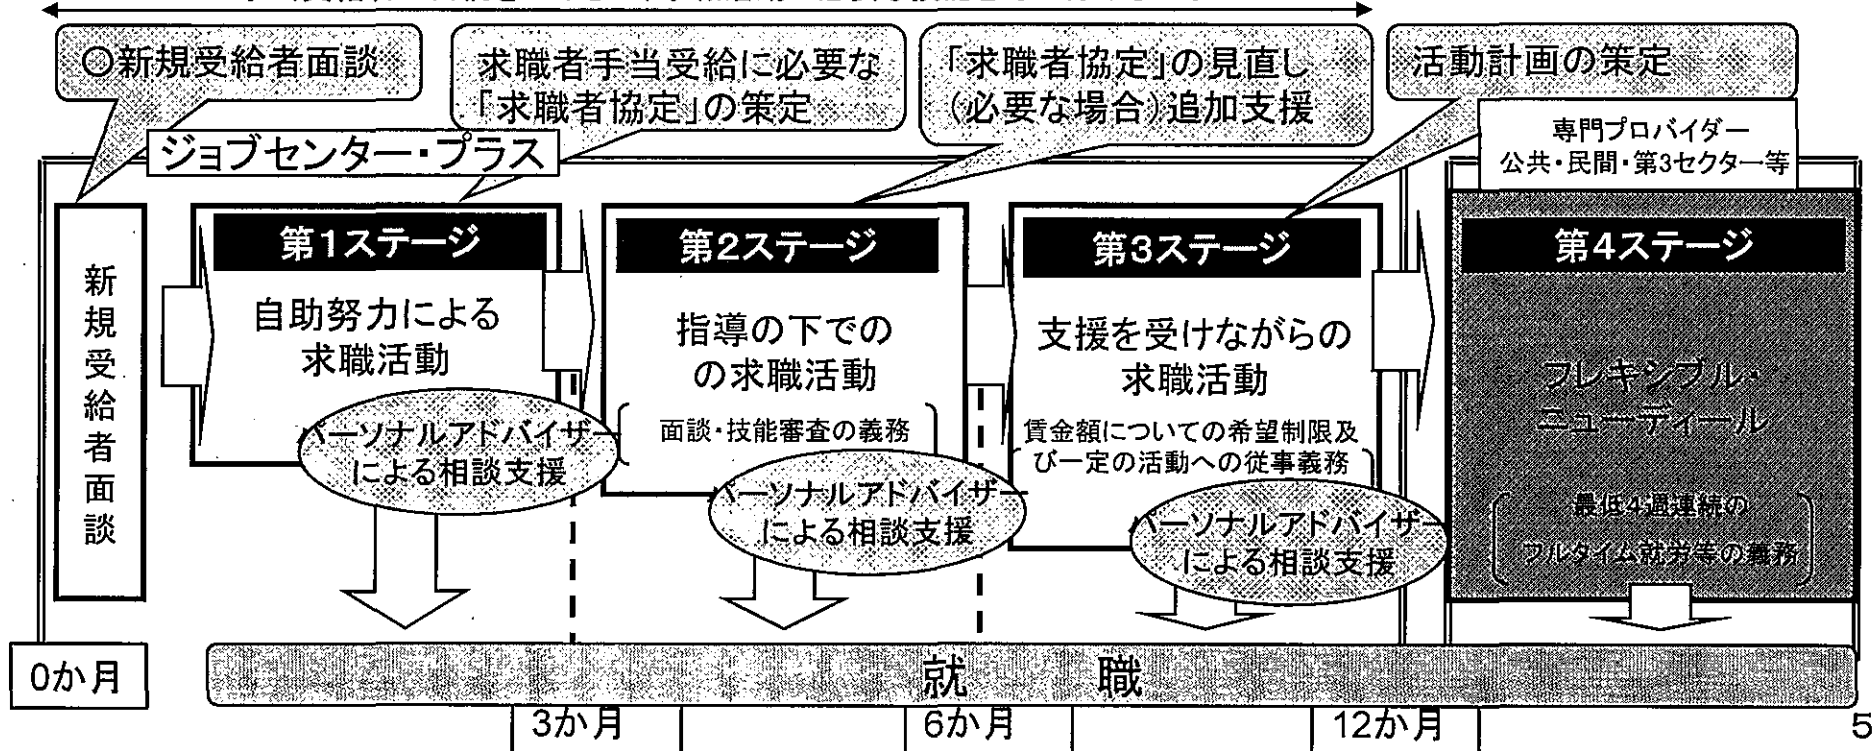 〇新規受給者面談
求職者手当受給に必要な
「求職者協定」の策定
「求職者協定」の見直し
(必要な場合)追加支援
活動計画の策定
ジョブセンター・プラス
専門プロバイダー
公共・民間・第3セクター等
新規受給者面談
第1ステージ
自助努力による
求職活動
パーソナルアドバイザー
による相談支援
第2ステージ
指導の下での
の求職活動
面談・技能審査の義務
パーソナルアドバイザー
による相談支援
第3ステージ
支援を受けながらの
求職活動
賃金額についての希望制限及
び一定の活動への従事義務
パーソナルアドバイザー
による相談支援
第4ステージ
フレキシブル・
ニューディール
最低4週連続の
フルタイム就労等の義務
就 職
0か月
3か月
6か月
12か月
5